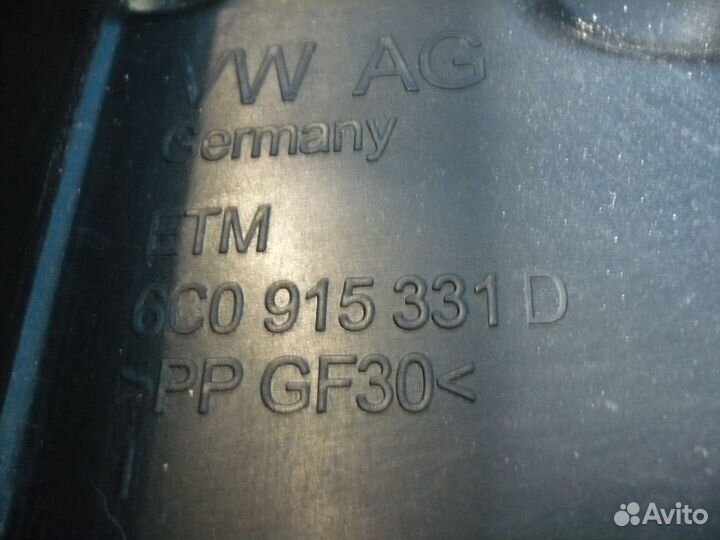 VW AG
Germany
ETM
6C0 915 331 D
>PP GF30<
Avito